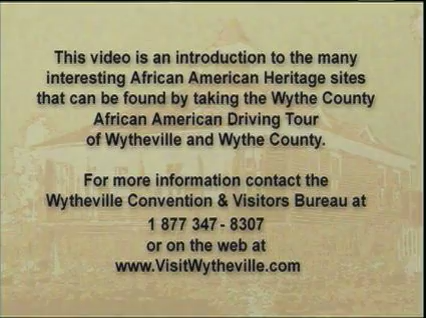 This video is an introduction to the many
interesting African American Heritage sites
that can be found by taking the Wythe County
African American Driving Tour
of Wytheville and Wythe County.
For more information contact the
Wytheville Convention & Visitors Bureau at
1 877 347 - 8307
or on the web at
www.VisitWytheville.com